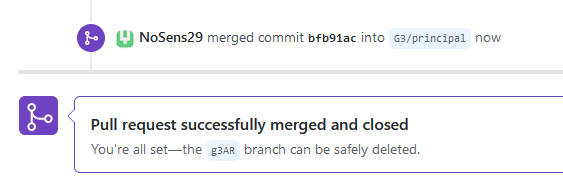 NoSens29 merged commit bfb91ac into G3/principal now
Pull request successfully merged and closed
You're all set—the g3AR branch can be safely deleted.